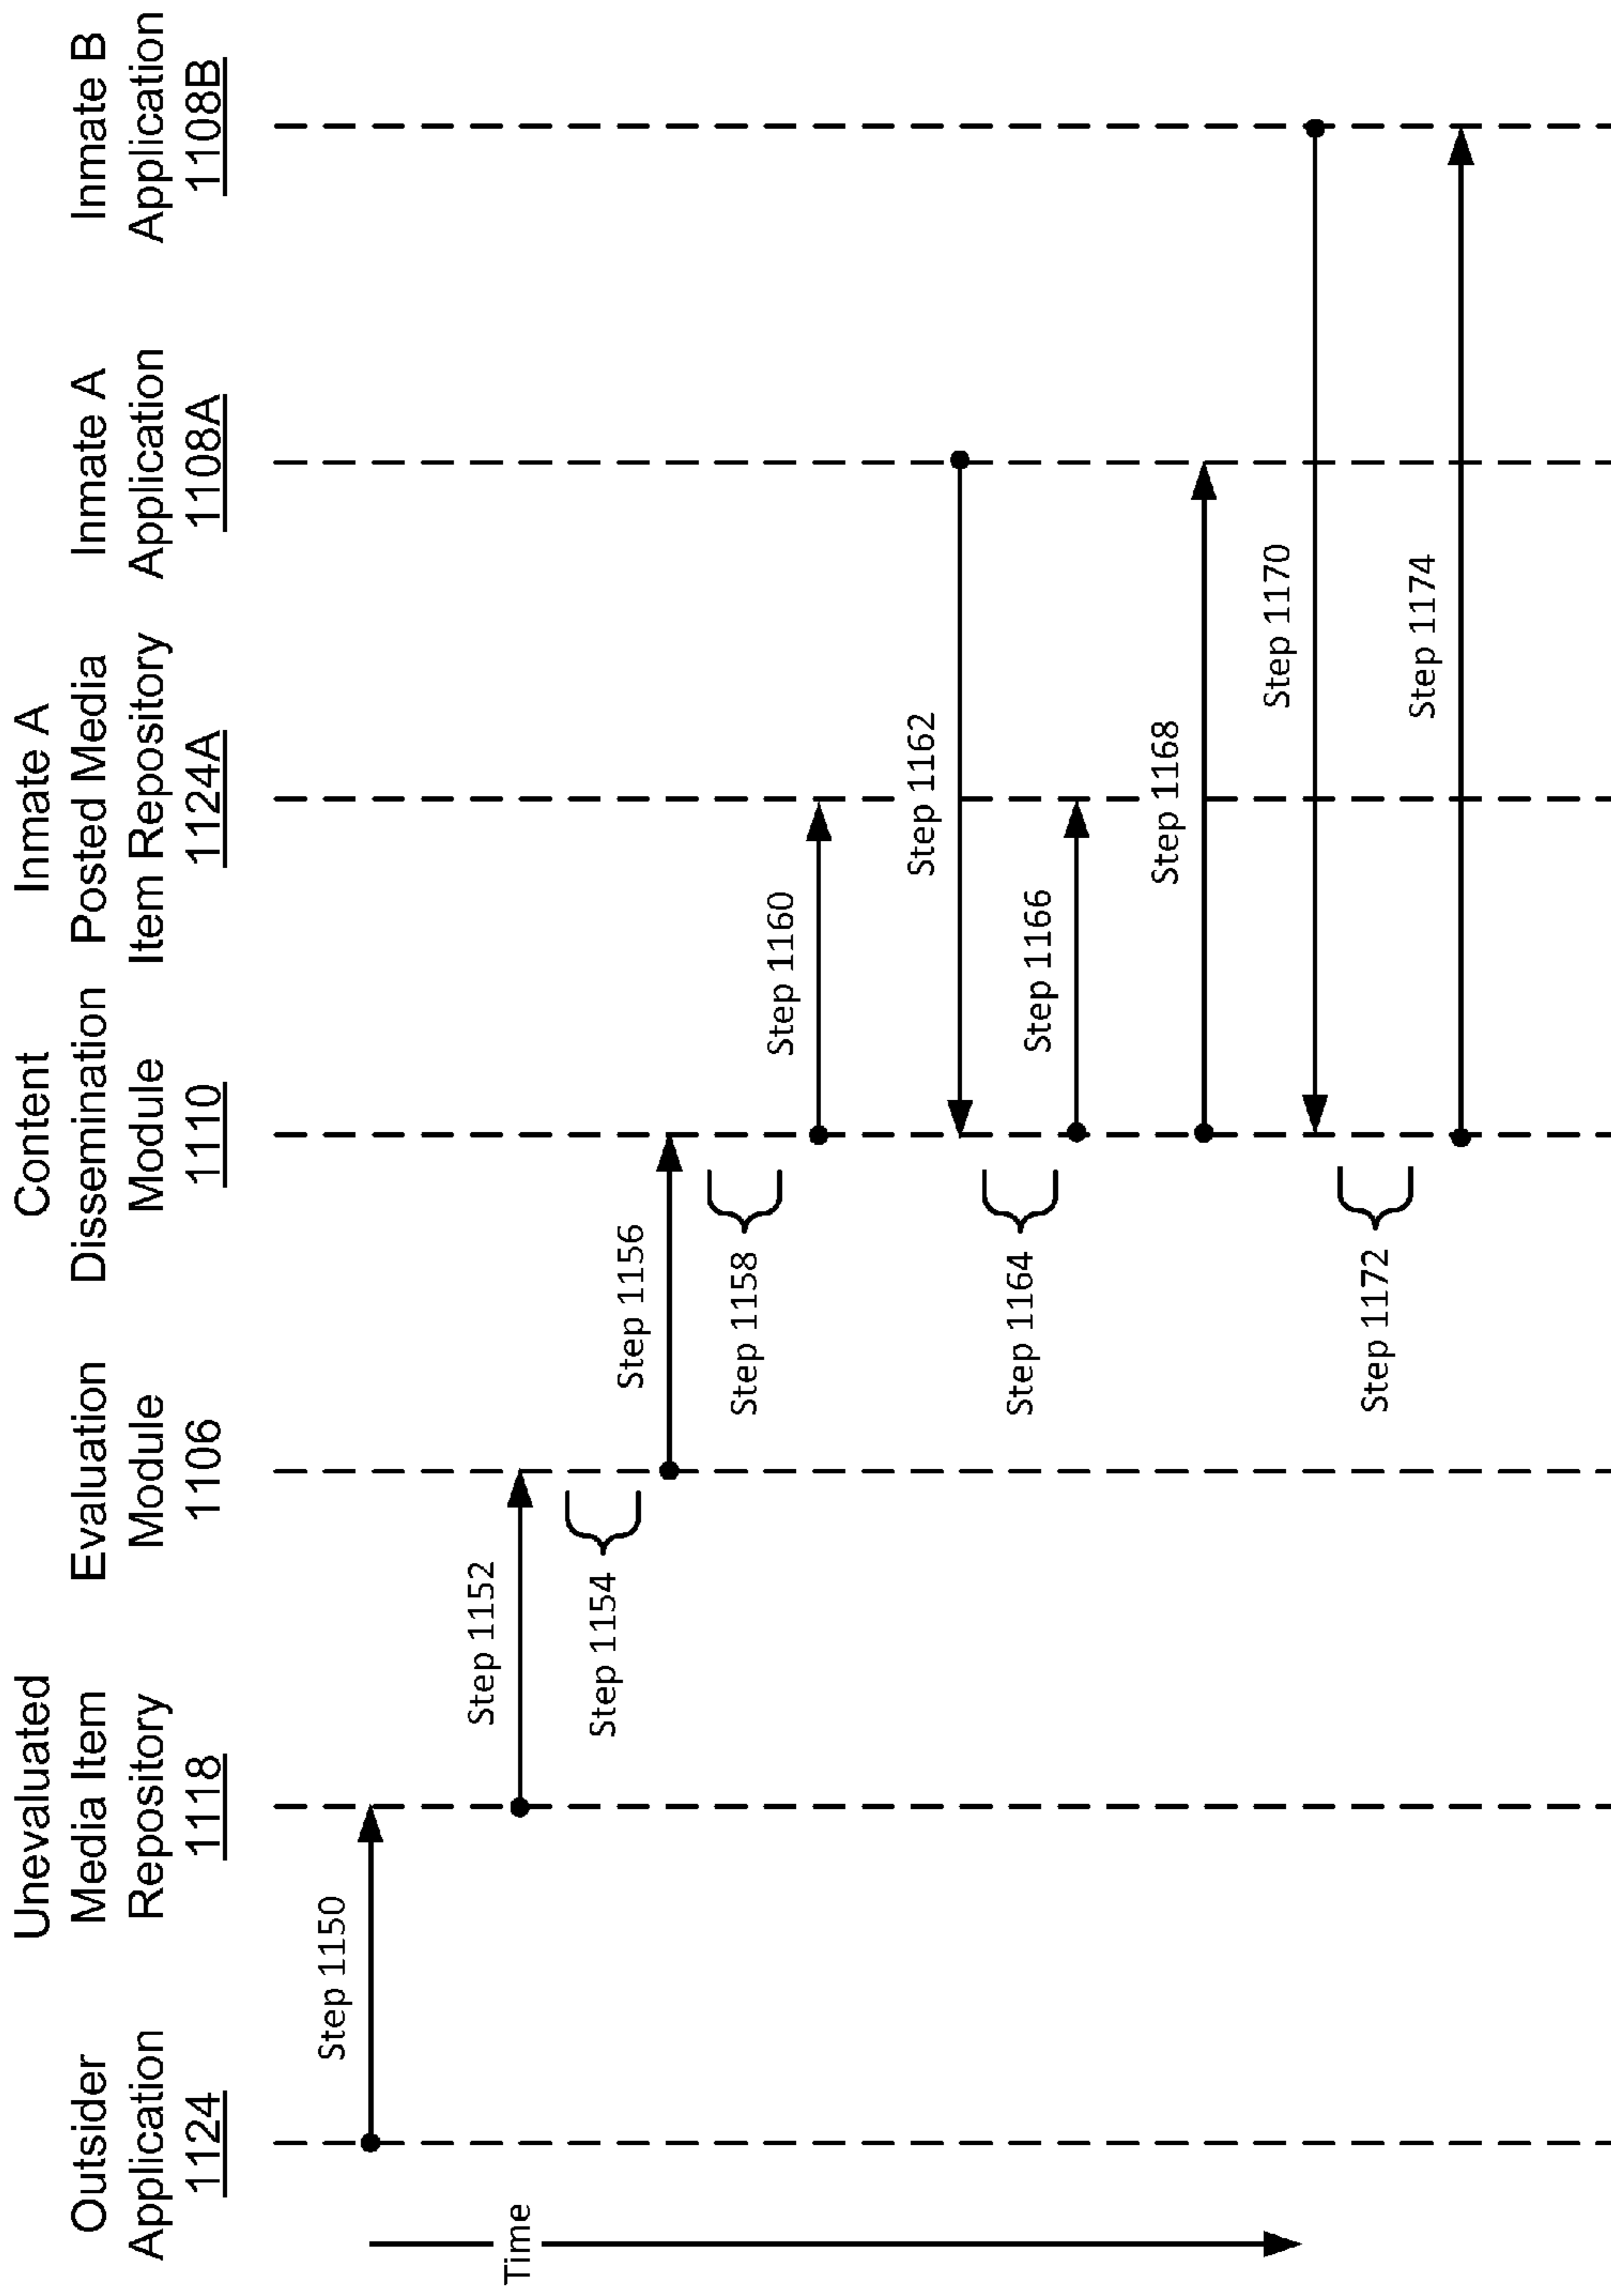 Outsider
Application
1124
Unevaluated
Media Item
Repository
1118
Evaluation
Module
1106
Content
Dissemination
Module
1110
Inmate A
Posted Media
Item Repository
1124A
Inmate A
Application
1108A
Inmate B
Application
1108B
Time
Step 1150
Step 1152
Step 1154
Step 1156
Step 1158
Step 1160
Step 1162
Step 1164
Step 1166
Step 1168
Step 1170
Step 1172
Step 1174